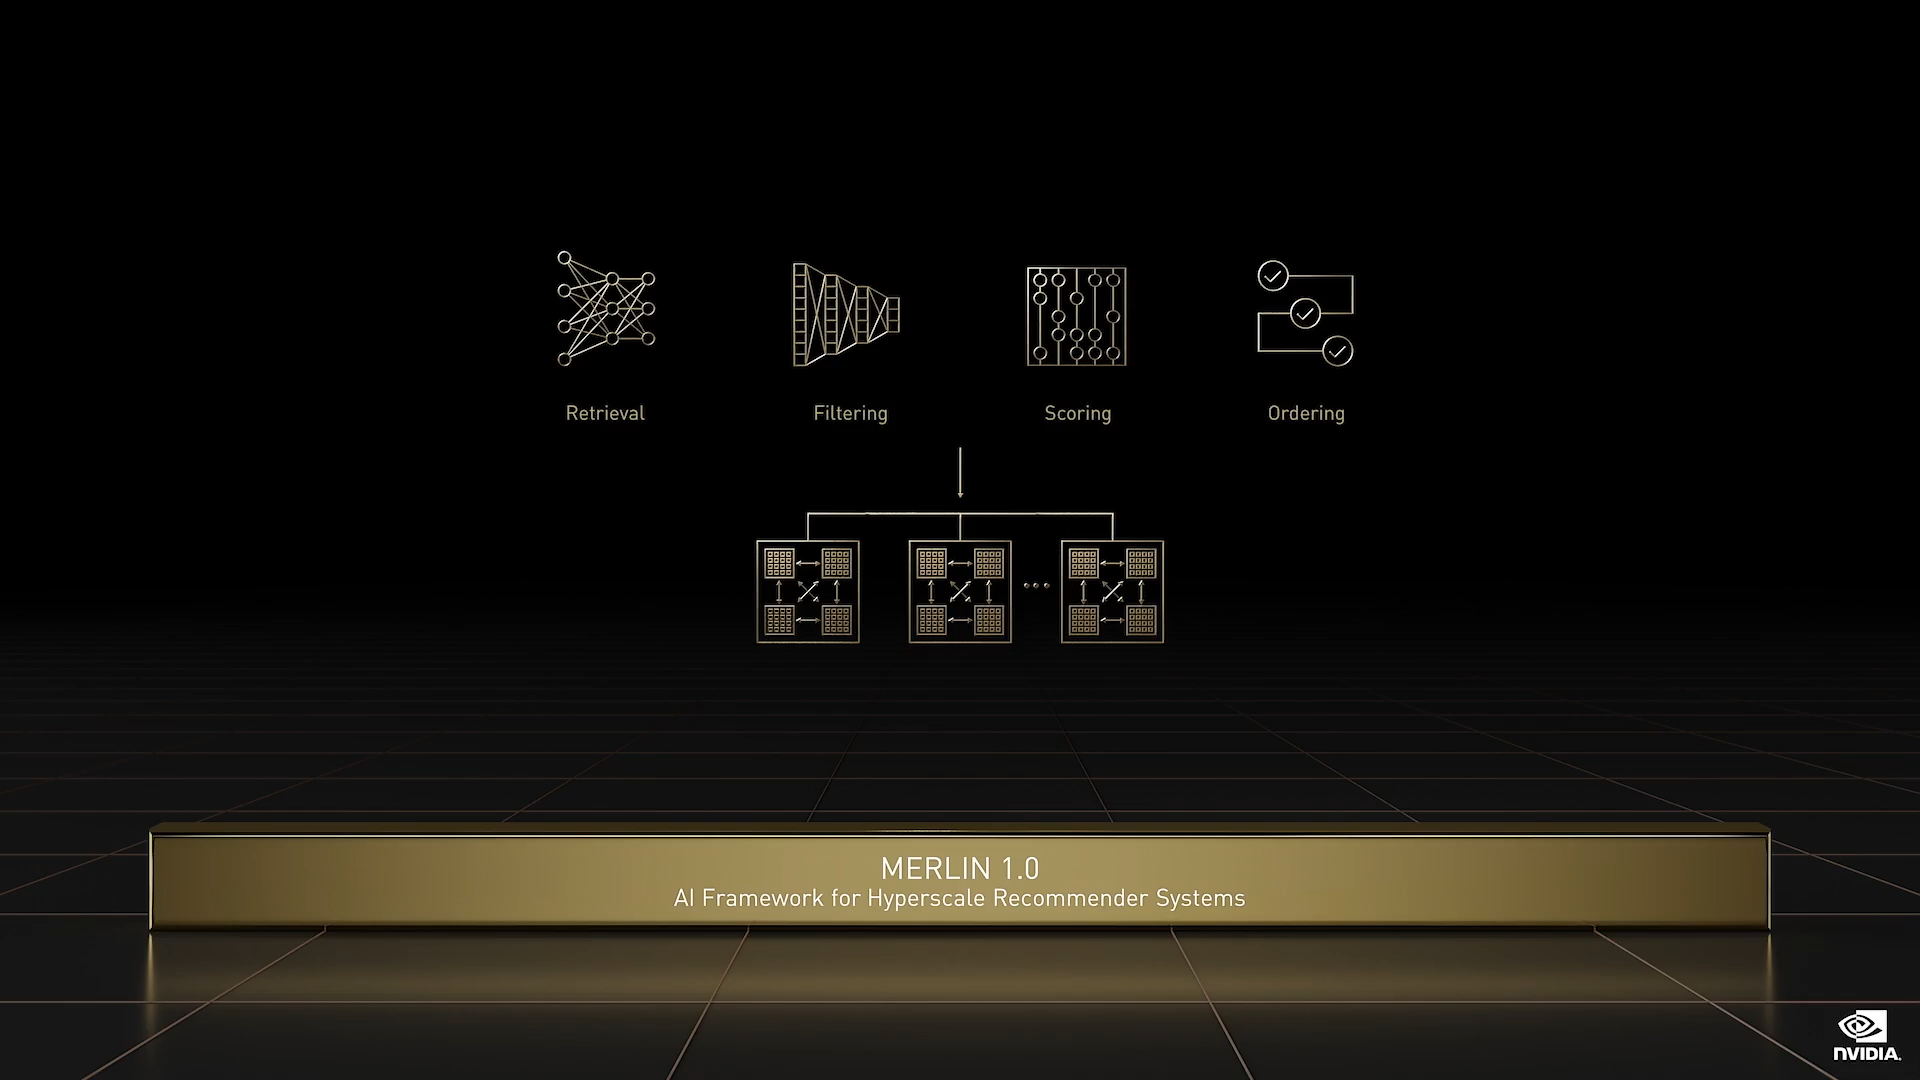 Retrieval
Filtering
Scoring
Ordering
MERLIN 1.0
AI Framework for Hyperscale Recommender Systems
NVIDIA.